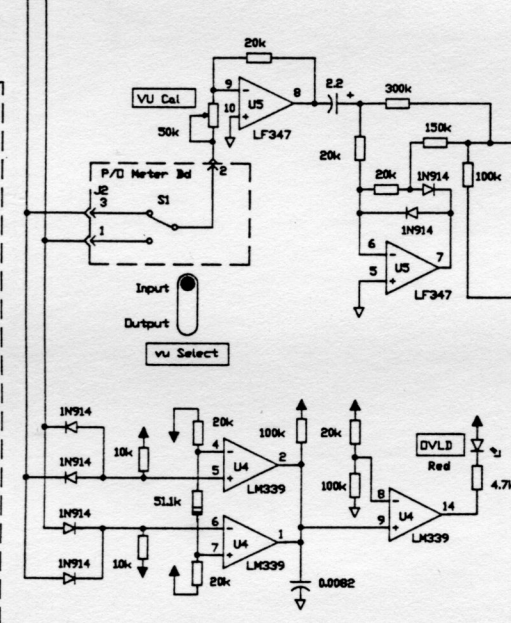 20k
9
8
VU Cal
10
U5
2.2
+
300k
50k
LF347
150k
20k
P/O Meter Bd
2
20k
1N914
100k
J2
3
S1
1N914
1
6
7
5
U5
Input
LF347
Output
vu Select
1N914
20k
100k
20k
10k
4
OVLD
U4
2
Red
1N914
5
LM339
100k
4.7k
51.1k
8
14
1N914
6
U4
9
U4
1
LM339
7
1N914
10k
LM339
20k
0.0082